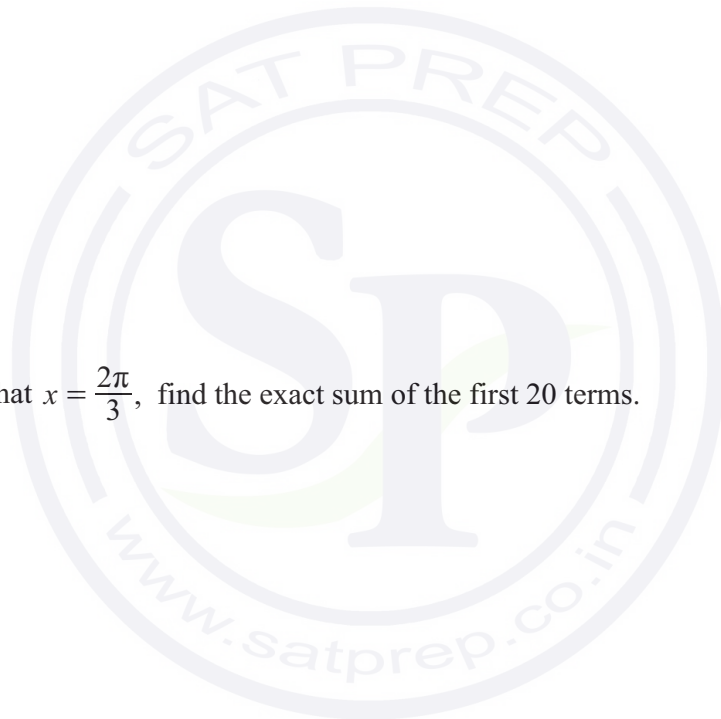 SAT PREP
SP
hat x = 2π/3, find the exact sum of the first 20 terms.
www.satprep.co.in